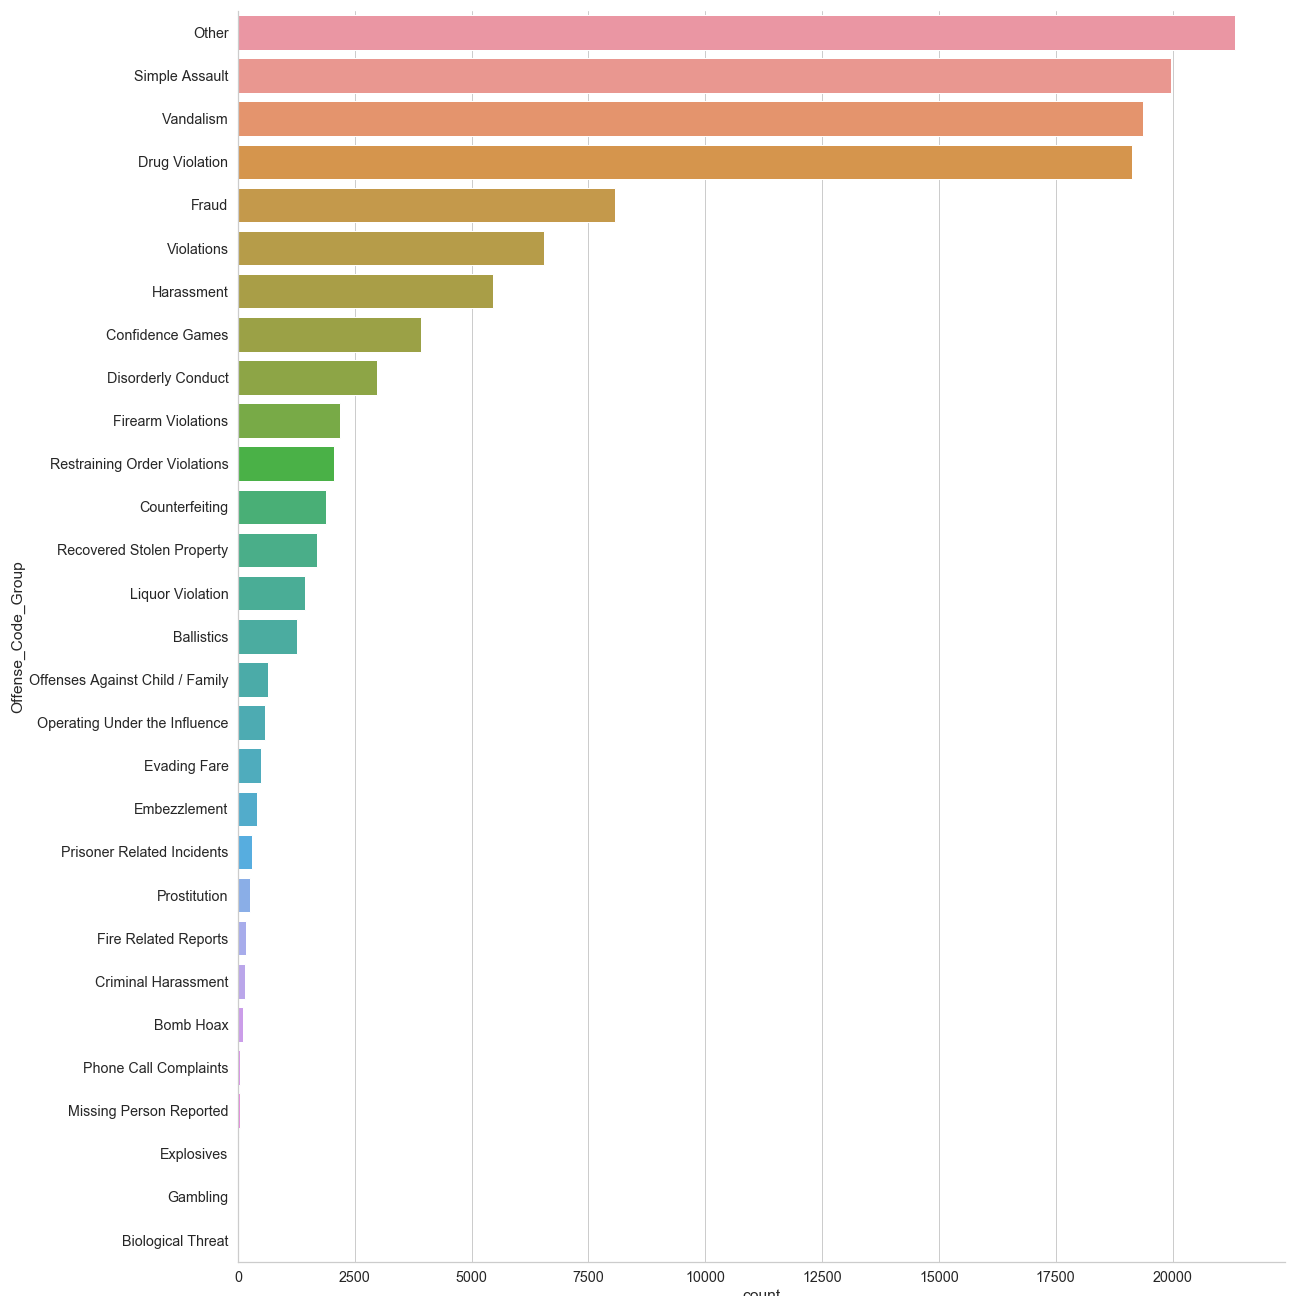 Other
Simple Assault
Vandalism
Drug Violation
Fraud
Violations
Harassment
Confidence Games
Disorderly Conduct
Firearm Violations
Restraining Order Violations
Counterfeiting
Recovered Stolen Property
Liquor Violation
Ballistics
Offenses Against Child / Family
Operating Under the Influence
Evading Fare
Embezzlement
Prisoner Related Incidents
Prostitution
Fire Related Reports
Criminal Harassment
Bomb Hoax
Phone Call Complaints
Missing Person Reported
Explosives
Gambling
Biological Threat
Offense_Code_Group
0 2500 5000 7500 10000 12500 15000 17500 20000
count